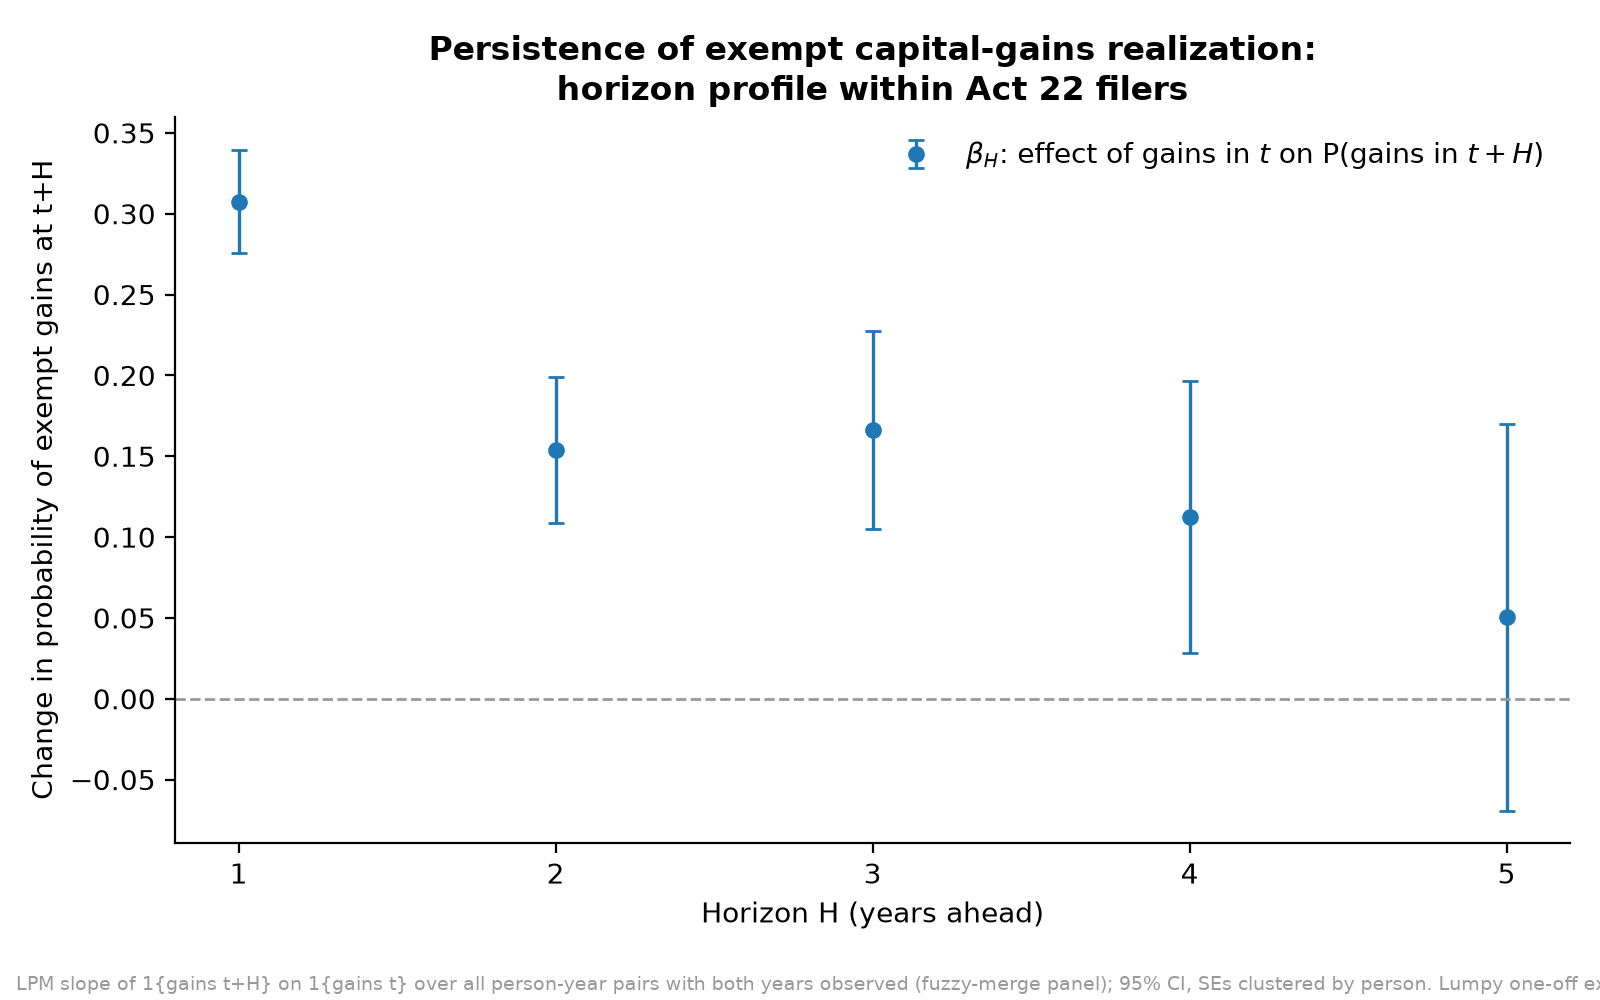 Persistence of exempt capital-gains realization:
horizon profile within Act 22 filers
β_H: effect of gains in t on P(gains in t + H)
Change in probability of exempt gains at t+H
0.35
0.30
0.25
0.20
0.15
0.10
0.05
0.00
−0.05
1 2 3 4 5
Horizon H (years ahead)
LPM slope of 1{gains t+H} on 1{gains t} over all person-year pairs with both years observed (fuzzy-merge panel); 95% CI, SEs clustered by person. Lumpy one-off